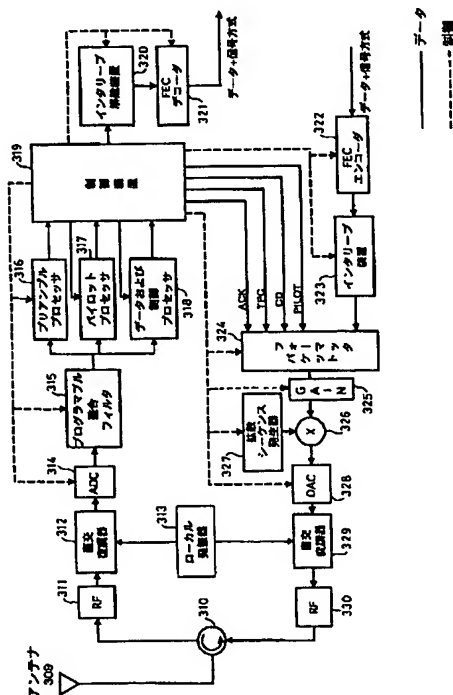 アンテナ
309
310
311
RF
312
直交
復調器
313
ローカル
発振器
314
ADC
315
プログラマブル
整合
フィルタ
316
プリアンブル
プロセッサ
317
パイロット
プロセッサ
データおよび
制御
プロセッサ
318
319
制御装置
インタリーブ
解除装置
320
FEC
デコーダ
321
データ+信号方式
ACK
TPC
CD
PILOT
データ+信号方式
322
FEC
エンコーダ
323
インタリーブ
装置
324
パケット
フォーマッタ
GAIN
325
X
326
327
拡散
シーケンス
発生器
DAC
328
直交
329
RF
330
データ
制御